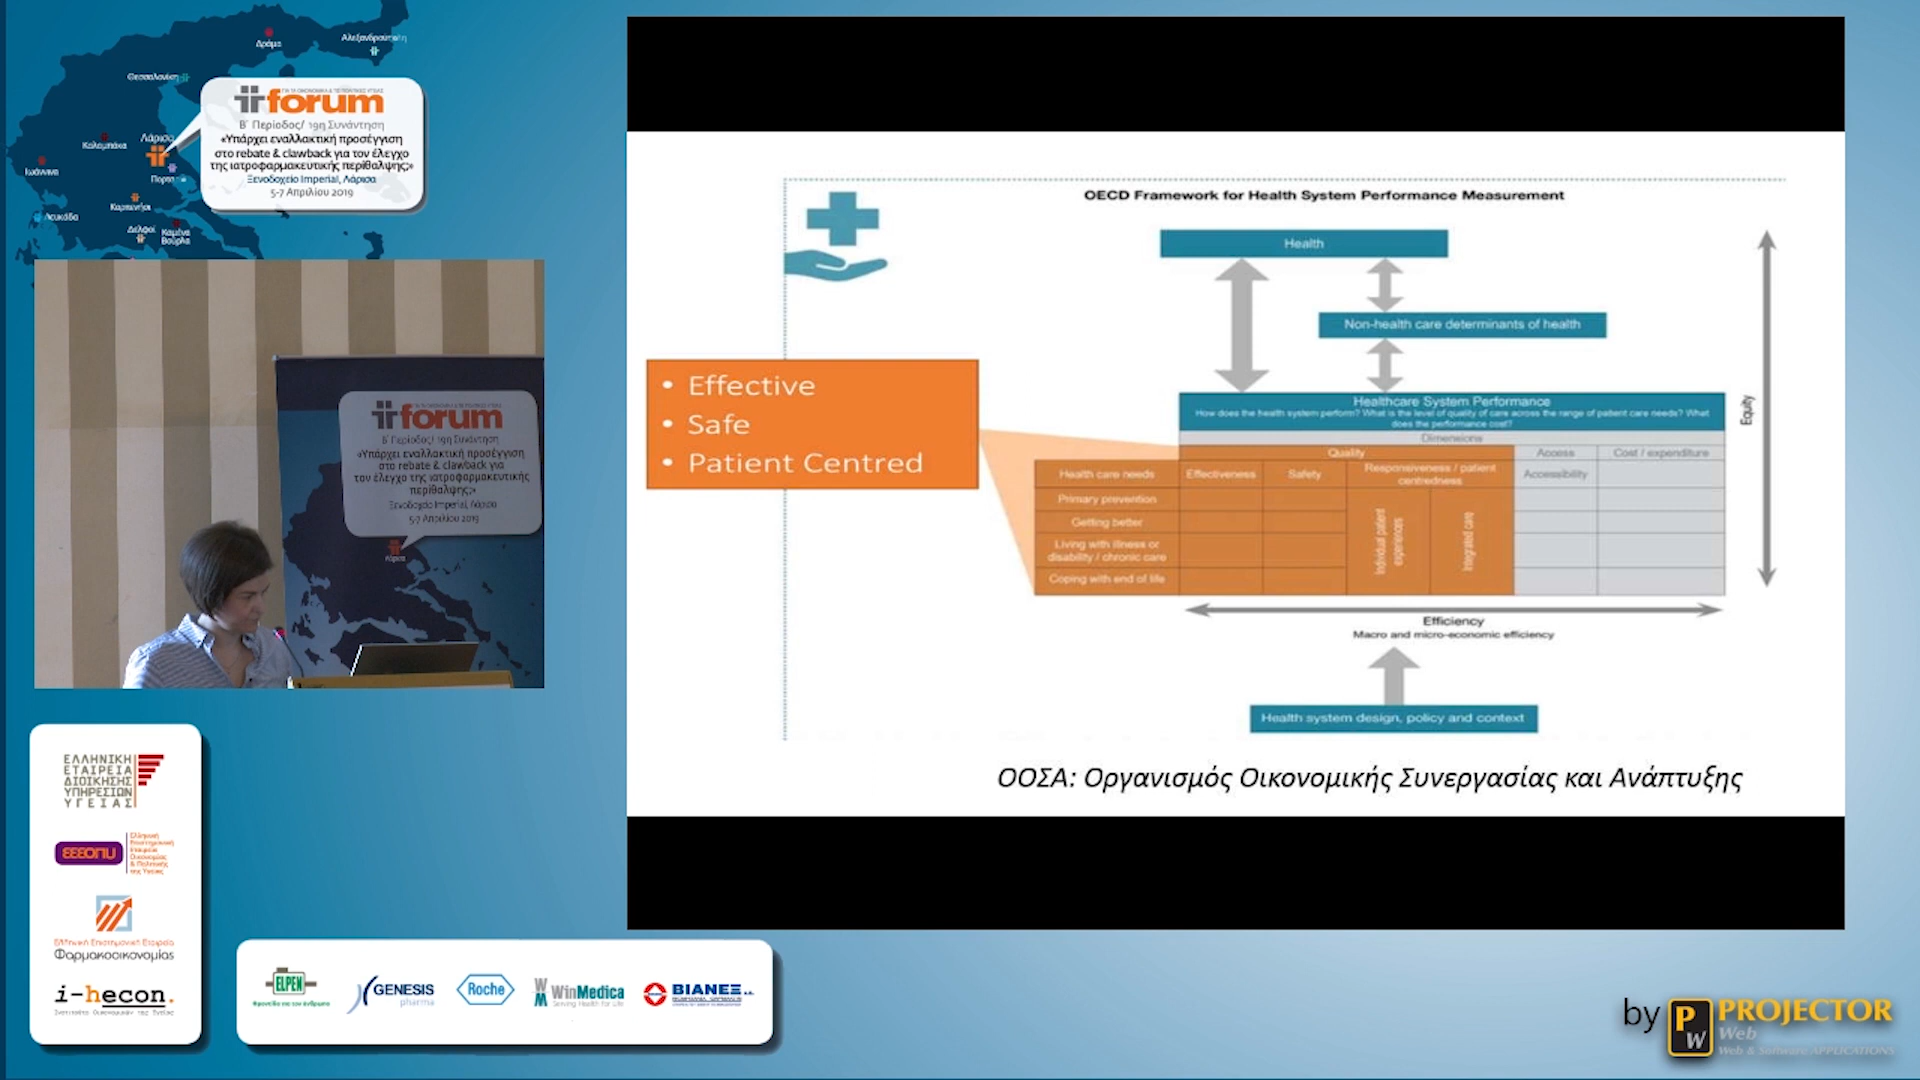 Δράμα
Αλεξανδρούπολη
Θεσσαλονίκη
Λάρισα
Καλαμπάκα
Ιωάννινα
Καρπενήσι
Λευκάδα
Δελφοί
Καμένα
Βούρλα
forum
Β΄ Περίοδος/ 19η Συνάντηση
«Υπάρχει εναλλακτική προσέγγιση
στο rebate & clawback για τον έλεγχο
της ιατροφαρμακευτικής περίθαλψης;»
Ξενοδοχείο Imperial, Λάρισα
5-7 Απριλίου 2019
forum
Β΄ Περίοδος/ 19η Συνάντηση
«Υπάρχει εναλλακτική προσέγγιση
στο rebate & clawback για
τον έλεγχο της ιατροφαρμακευτικής
περίθαλψης;»
Ξενοδοχείο Imperial, Λάρισα
5-7 Απριλίου 2019
Λάρισα
OECD Framework for Health System Performance Measurement
Health
Non-health care determinants of health
• Effective
• Safe
• Patient Centred
Healthcare System Performance
How does the health system perform? What is the level of quality of care across the range of patient care needs? What
does the performance cost?
Dimensions
Quality
Access
Cost / expenditure
Health care needs
Effectiveness
Safety
Responsiveness / patient
centredness
Accessibility
Primary prevention
Getting better
Living with illness or
disability / chronic care
Coping with end of life
Individual patient
experiences
Integrated care
Equity
Efficiency
Macro and micro-economic efficiency
Health system design, policy and context
ΟΟΣΑ: Οργανισμός Οικονομικής Συνεργασίας και Ανάπτυξης
ΕΛΛΗΝΙΚΗ
ΕΤΑΙΡΕΙΑ
ΔΙΟΙΚΗΣΗΣ
ΥΠΗΡΕΣΙΩΝ
ΥΓΕΙΑΣ
ΕΕΕΟΠΥ
Ελληνική
Επιστημονική
Εταιρεία
Οικονομίας
& Πολιτικής
της Υγείας
Ελληνική Επιστημονική Εταιρεία
Φαρμακοοικονομίας
i-hecon.
Ινστιτούτο Οικονομικών της Υγείας
ELPEN
Φροντίδα για τον άνθρωπο
GENESIS
pharma
Roche
WinMedica
Serving Health for Life
ΒΙΑΝΕΞ
by PROJECTOR
PW
Web
Web & Software APPLICATIONS